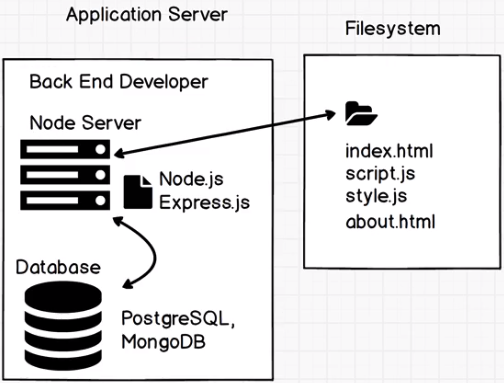 Application Server
Filesystem
Back End Developer
Node Server
Node.js
Express.js
index.html
script.js
style.js
about.html
Database
PostgreSQL,
MongoDB